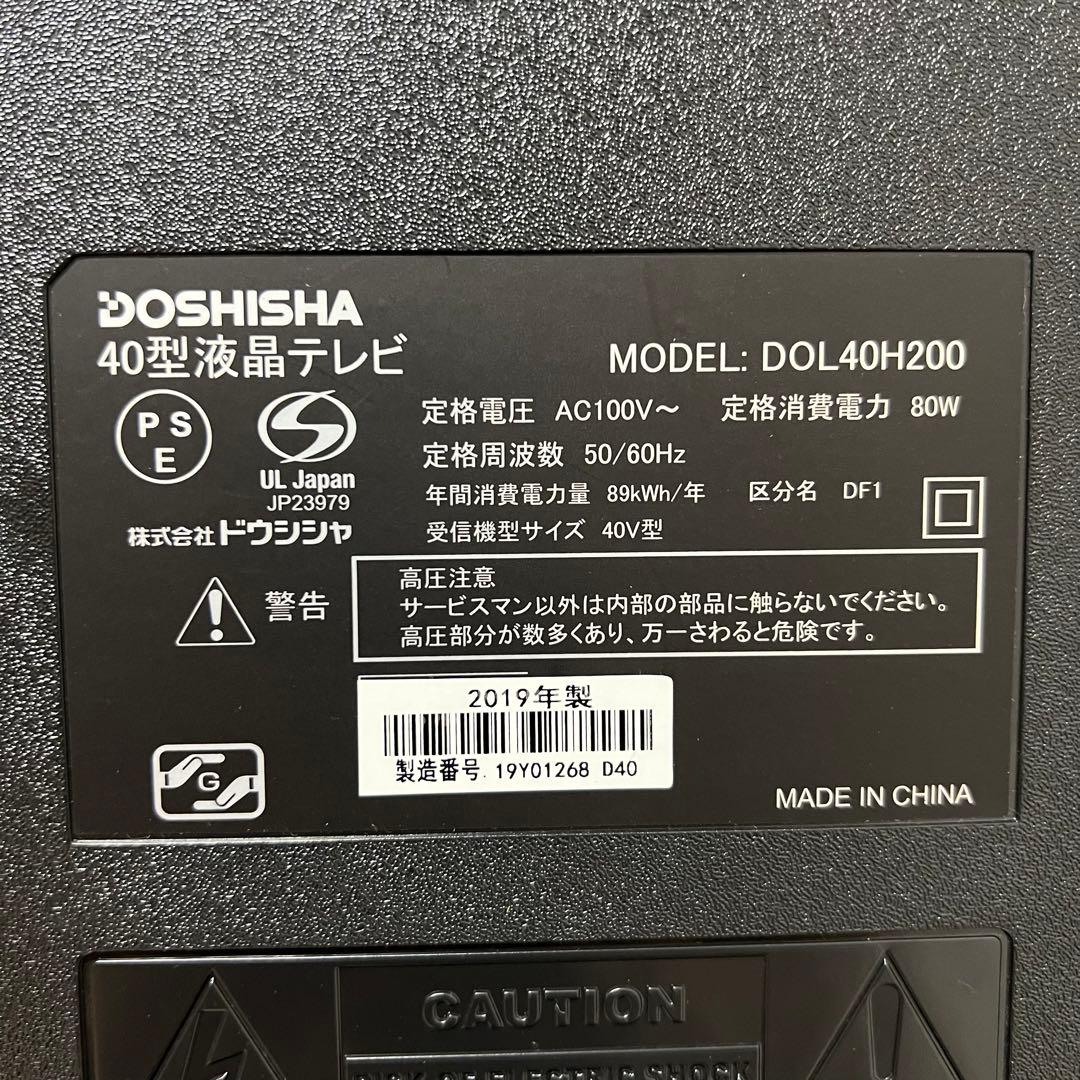 DOSHISHA
40型液晶テレビ
MODEL: DOL40H200
PSE
UL Japan
JP23979
株式会社ドウシシャ
定格電圧 AC100V～ 定格消費電力 80W
定格周波数 50/60Hz
年間消費電力量 89kWh/年 区分名 DF1
受信機型サイズ 40V型
警告
高圧注意
サービスマン以外は内部の部品に触らないでください。
高圧部分が数多くあり、万一さわると危険です。
2019年製
製造番号. 19Y01268 D40
G
MADE IN CHINA
CAUTION
RISK OF ELECTRIC SHOCK